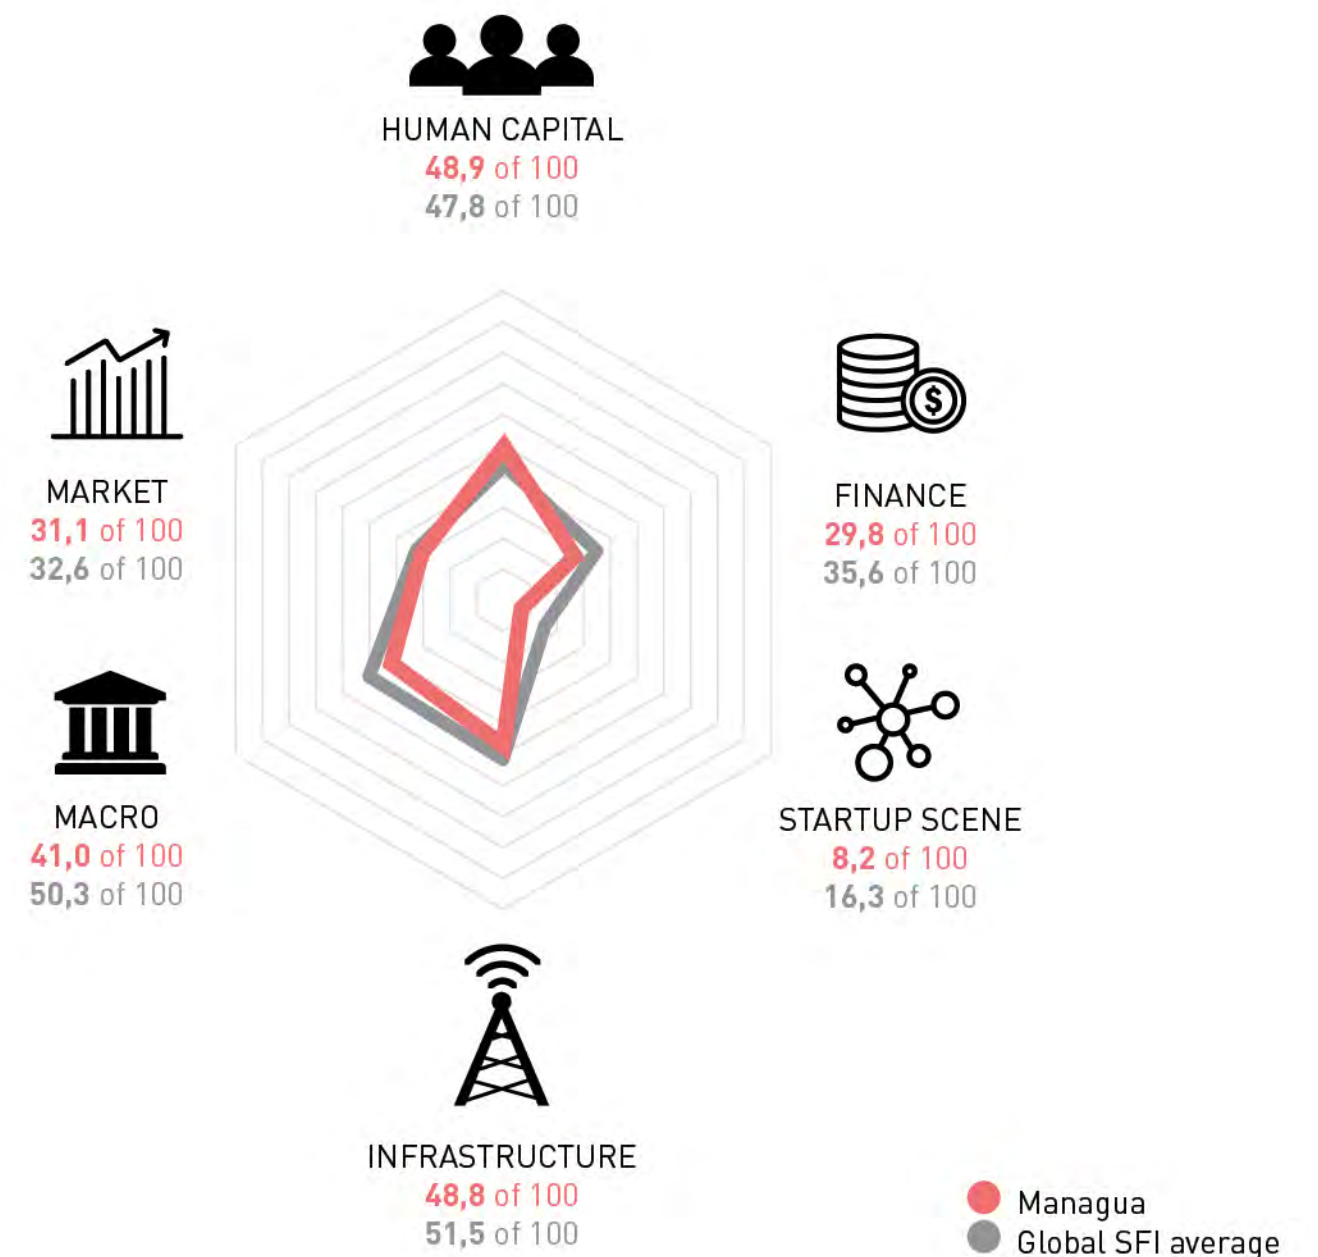 HUMAN CAPITAL
48,9 of 100
47,8 of 100
$
MARKET
31,1 of 100
32,6 of 100
FINANCE
29,8 of 100
35,6 of 100
MACRO
41,0 of 100
50,3 of 100
STARTUP SCENE
8,2 of 100
16,3 of 100
INFRASTRUCTURE
48,8 of 100
51,5 of 100
Managua
Global SFI average